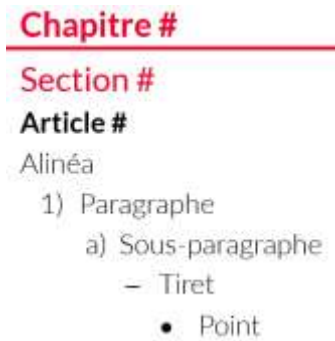 Chapitre #
Section #
Article #
Alinéa
1) Paragraphe
a) Sous-paragraphe
– Tiret
• Point